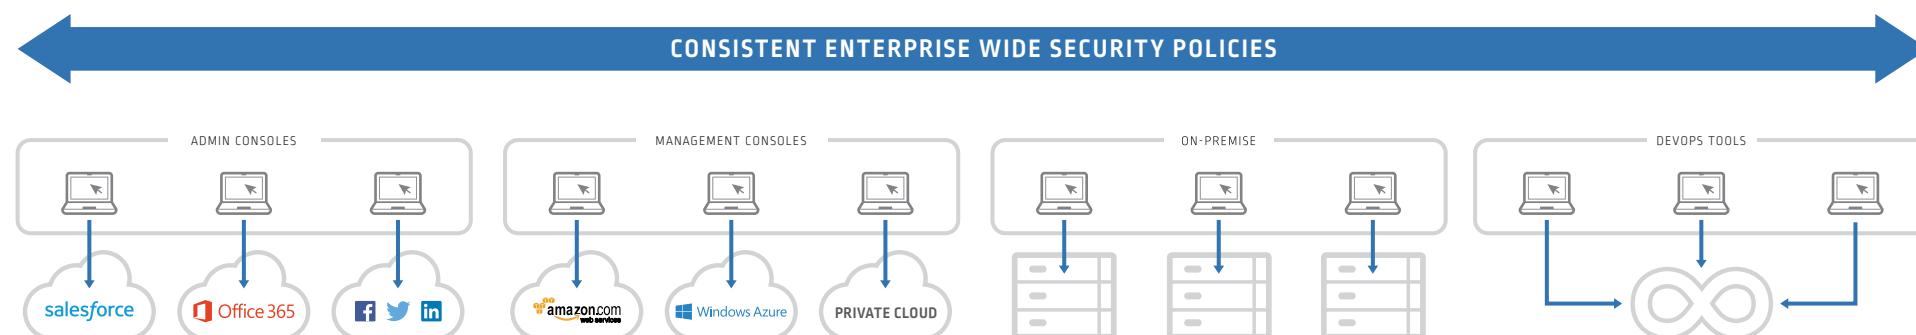 CONSISTENT ENTERPRISE WIDE SECURITY POLICIES
ADMIN CONSOLES
MANAGEMENT CONSOLES
ON-PREMISE
DEVOPS TOOLS
salesforce
Office 365
f
in
amazon.com
web services
Windows Azure
PRIVATE CLOUD